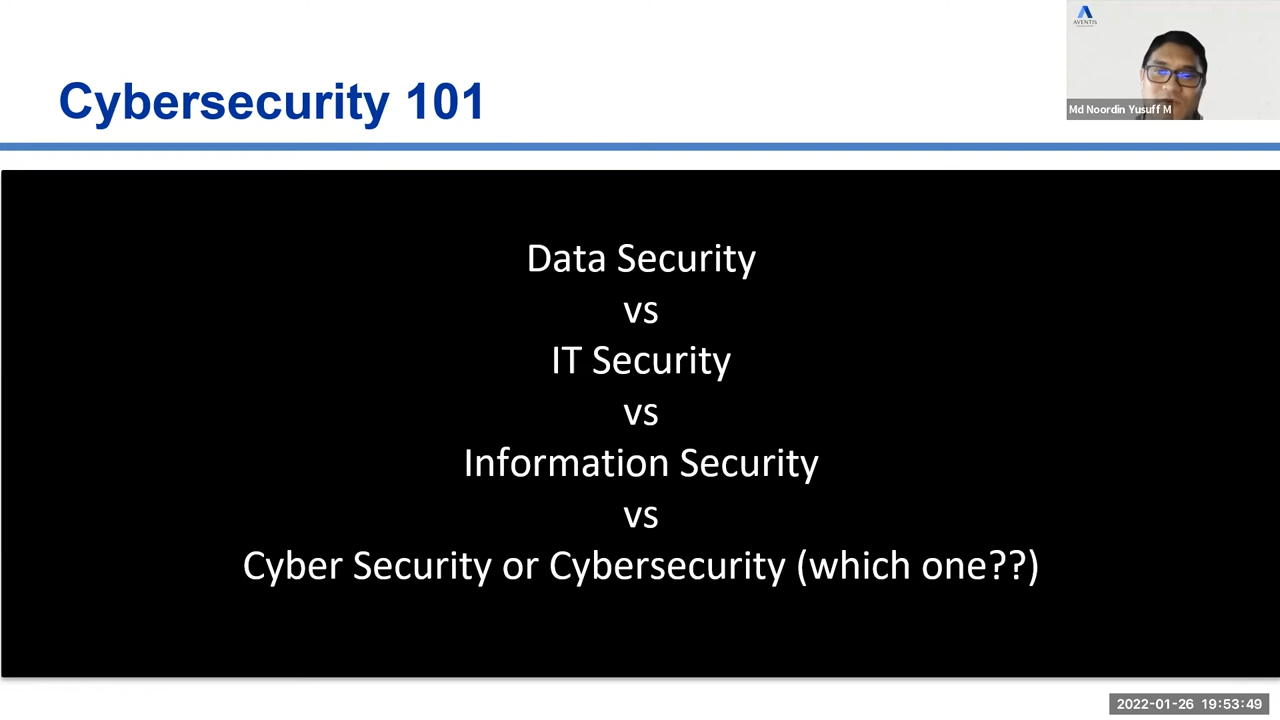 AVENTIS
Cybersecurity 101
Md Noordin Yusuff M
Data Security
vs
IT Security
vs
Information Security
vs
Cyber Security or Cybersecurity (which one??)
2022-01-26 19:53:49